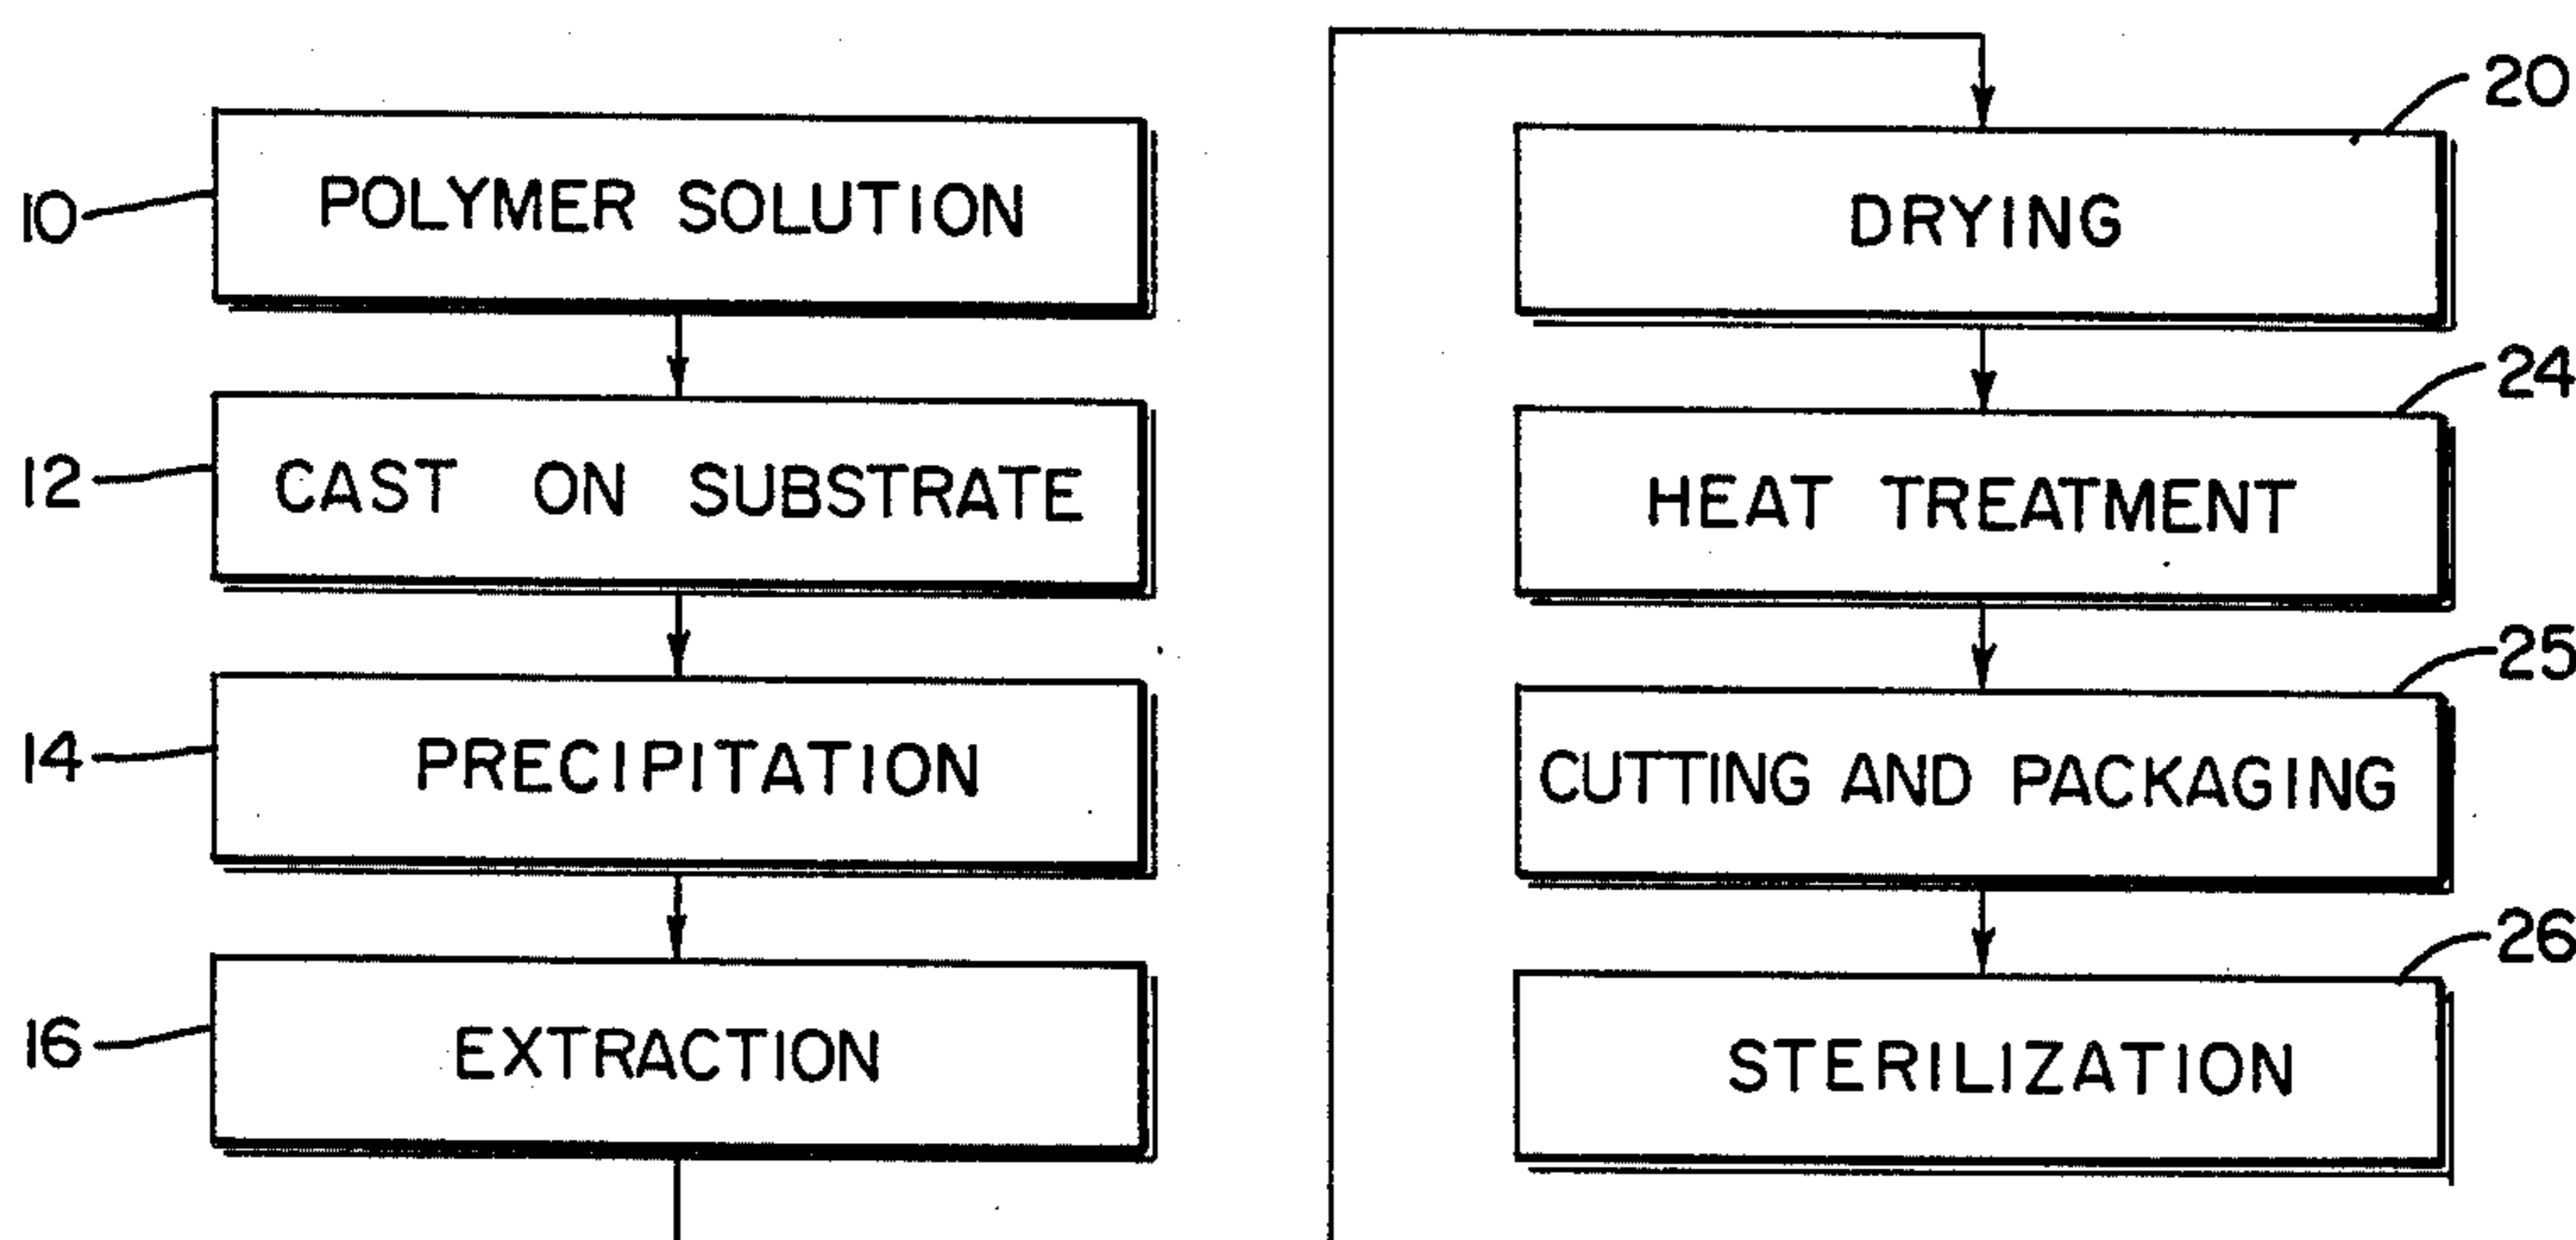 10
POLYMER SOLUTION
12
CAST ON SUBSTRATE
14
PRECIPITATION
16
EXTRACTION
20
DRYING
24
HEAT TREATMENT
25
CUTTING AND PACKAGING
26
STERILIZATION